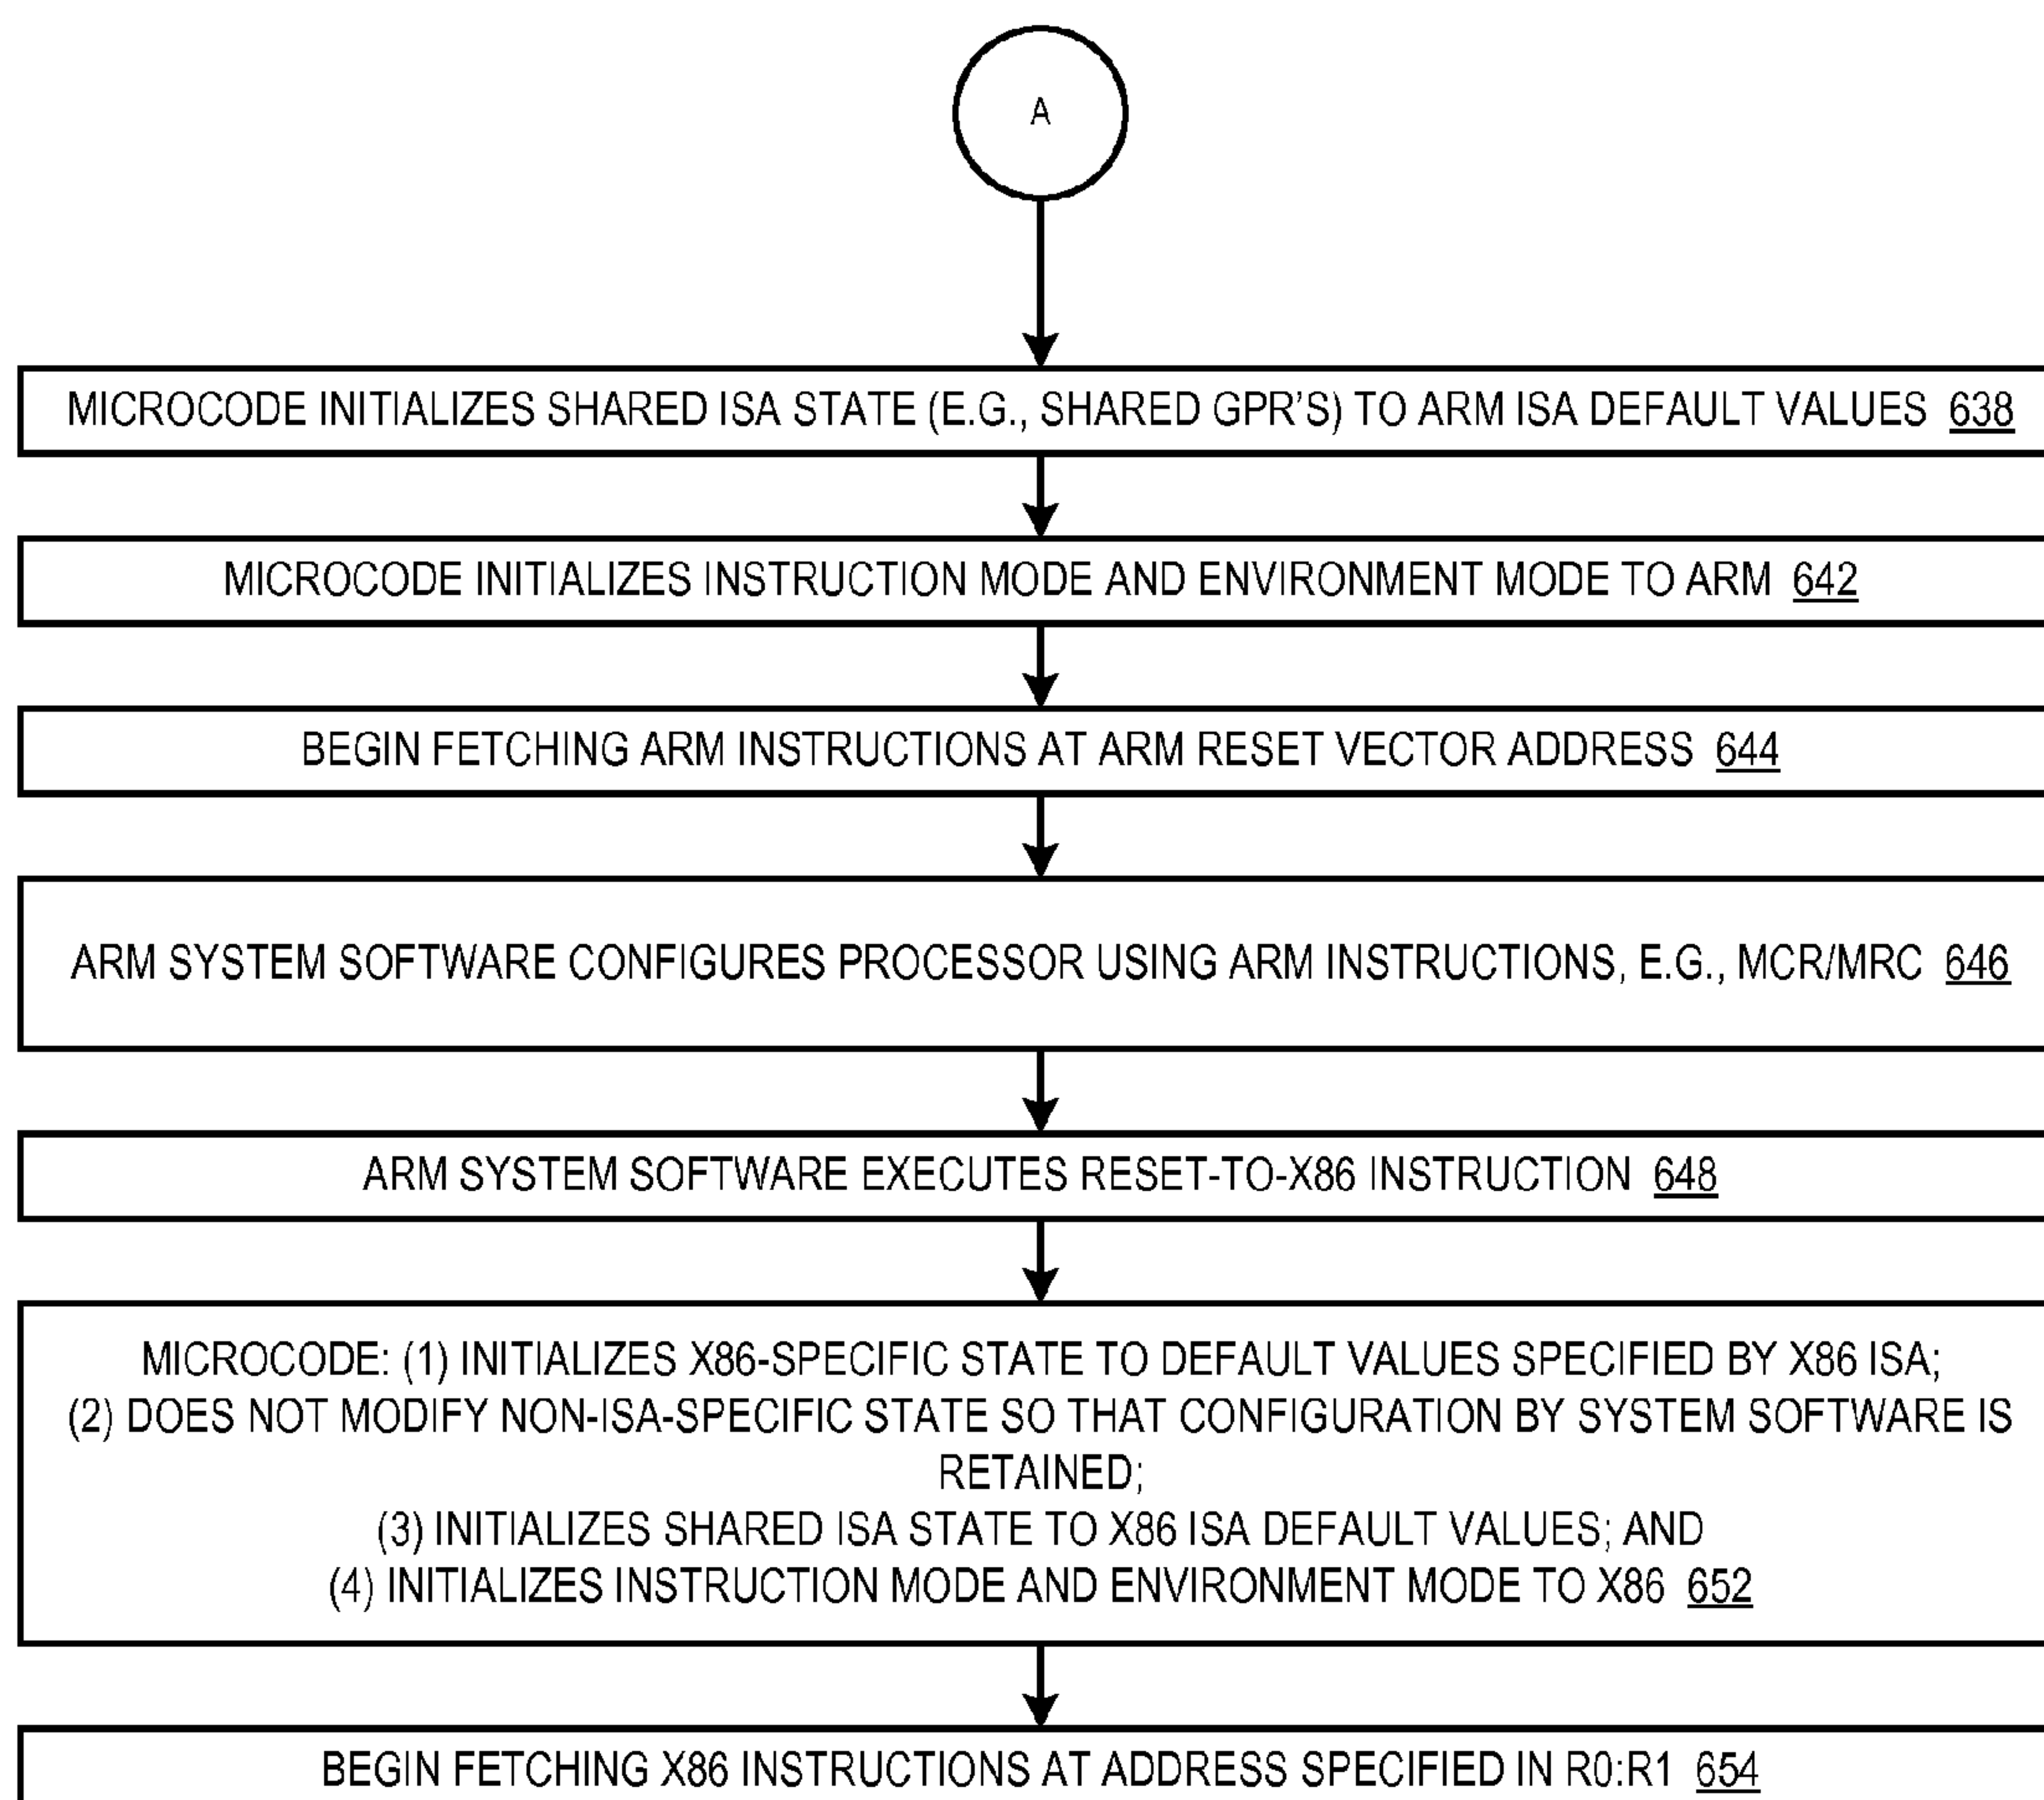 A
MICROCODE INITIALIZES SHARED ISA STATE (E.G., SHARED GPR'S) TO ARM ISA DEFAULT VALUES 638
MICROCODE INITIALIZES INSTRUCTION MODE AND ENVIRONMENT MODE TO ARM 642
BEGIN FETCHING ARM INSTRUCTIONS AT ARM RESET VECTOR ADDRESS 644
ARM SYSTEM SOFTWARE CONFIGURES PROCESSOR USING ARM INSTRUCTIONS, E.G., MCR/MRC 646
ARM SYSTEM SOFTWARE EXECUTES RESET-TO-X86 INSTRUCTION 648
MICROCODE: (1) INITIALIZES X86-SPECIFIC STATE TO DEFAULT VALUES SPECIFIED BY X86 ISA;
(2) DOES NOT MODIFY NON-ISA-SPECIFIC STATE SO THAT CONFIGURATION BY SYSTEM SOFTWARE IS
RETAINED;
(3) INITIALIZES SHARED ISA STATE TO X86 ISA DEFAULT VALUES; AND
(4) INITIALIZES INSTRUCTION MODE AND ENVIRONMENT MODE TO X86 652
BEGIN FETCHING X86 INSTRUCTIONS AT ADDRESS SPECIFIED IN R0:R1 654